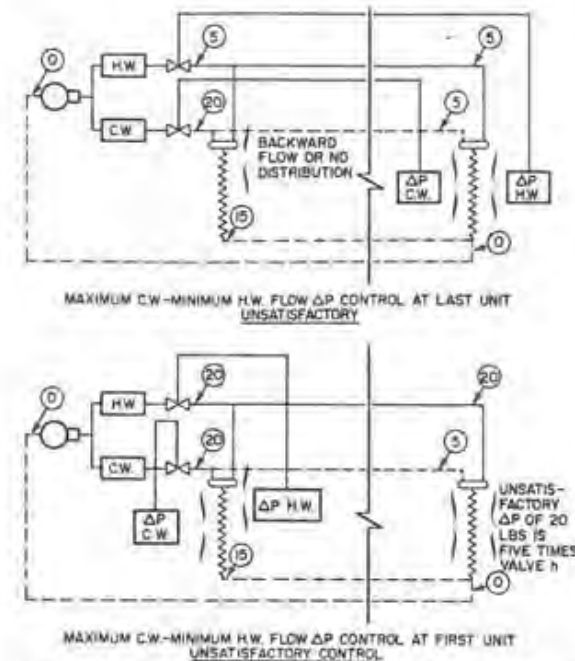 0
H.W.
5
5
C.W.
20
5
BACKWARD
FLOW OR NO
DISTRIBUTION
ΔP
C.W.
ΔP
H.W.
15
0
MAXIMUM C.W.-MINIMUM H.W. FLOW ΔP CONTROL AT LAST UNIT
UNSATISFACTORY
0
H.W.
20
20
C.W.
20
5
ΔP
C.W.
ΔP H.W.
UNSATIS-
FACTORY
ΔP OF 20
LBS IS
FIVE TIMES
VALVE h
15
0
MAXIMUM C.W.-MINIMUM H.W. FLOW ΔP CONTROL AT FIRST UNIT
UNSATISFACTORY CONTROL